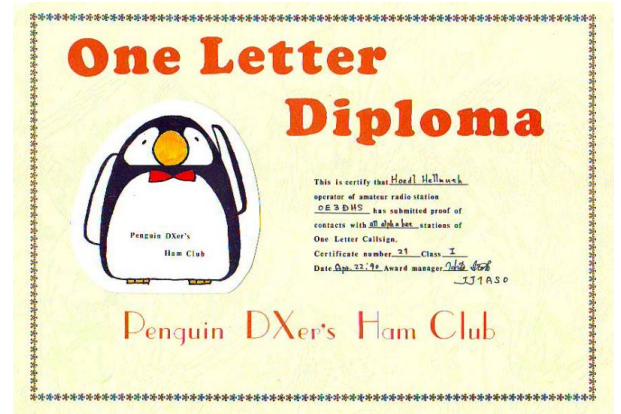 One Letter
Diploma
Penguin DXer's
Ham Club
This is certify that Hoedl Hellmuth
operator of amateur radio station
OE3DHS has submitted proof of
contacts with all alphabet stations of
One Letter Callsign.
Certificate number 21 Class I
Date Apr. 22.'90 Award manager
JJ1ASO
Penguin DXer's Ham Club